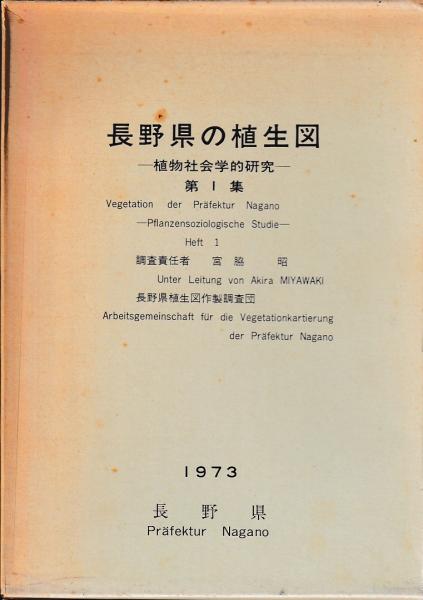 長野県の植生図
—植物社会学的研究—
第 I 集
Vegetation der Präfektur Nagano
—Pflanzensoziologische Studie—
Heft 1
調査責任者 宮脇 昭
Unter Leitung von Akira MIYAWAKI
長野県植生図作製調査団
Arbeitsgemeinschaft für die Vegetationkartierung
der Präfektur Nagano
1973
長野県
Präfektur Nagano